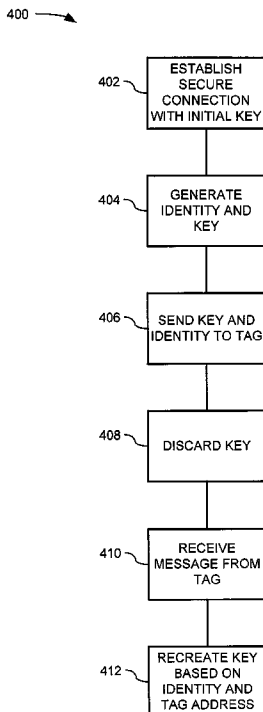 400
402
ESTABLISH
SECURE
CONNECTION
WITH INITIAL KEY
404
GENERATE
IDENTITY AND
KEY
406
SEND KEY AND
IDENTITY TO TAG
408
DISCARD KEY
410
RECEIVE
MESSAGE FROM
TAG
412
RECREATE KEY
BASED ON
IDENTITY AND
TAG ADDRESS